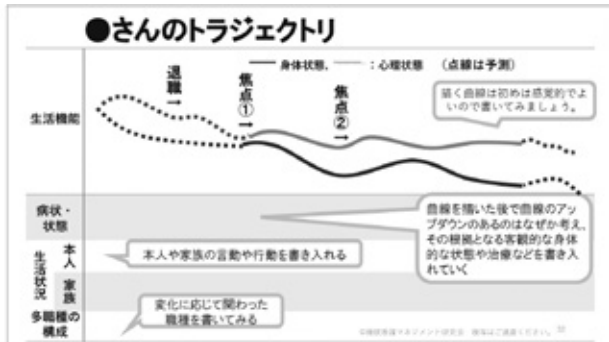 ●さんのトラジェクトリ
━━身体状態、━━：心理状態 （点線は予測）
退職→
焦点①→
焦点②→
描く曲線は初めは感覚的でよ
いので書いてみましょう。
生活機能
病状・
状態
曲線を描いた後で曲線のアッ
プダウンのあるのはなぜか考え、
その根拠となる客観的な身体
的な状態や治療などを書き入
れていく
生活状況
本人
本人や家族の言動や行動を書き入れる
家族
多職種の
構成
変化に応じて関わった
職種を書いてみる